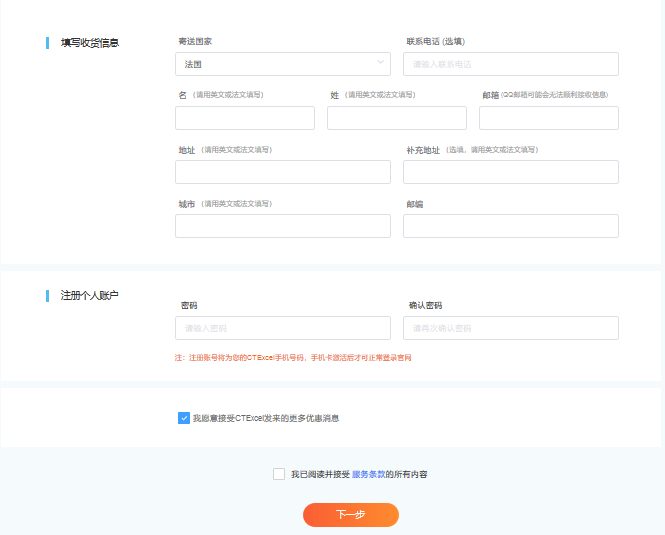 填写收货信息
寄送国家
联系电话 (选填)
法国
请输入联系电话
名 （请用英文或法文填写）
姓 （请用英文或法文填写）
邮箱 (QQ邮箱可能会无法顺利接收信息)
地址 （请用英文或法文填写）
补充地址 （选填，请用英文或法文填写）
城市 （请用英文或法文填写）
邮编
注册个人账户
密码
确认密码
请输入密码
请再次确认密码
注：注册账号将为您的CTExcel手机号码，手机卡激活后才可正常登录官网
我愿意接受CTExcel发来的更多优惠消息
我已阅读并接受 服务条款的所有内容
下一步